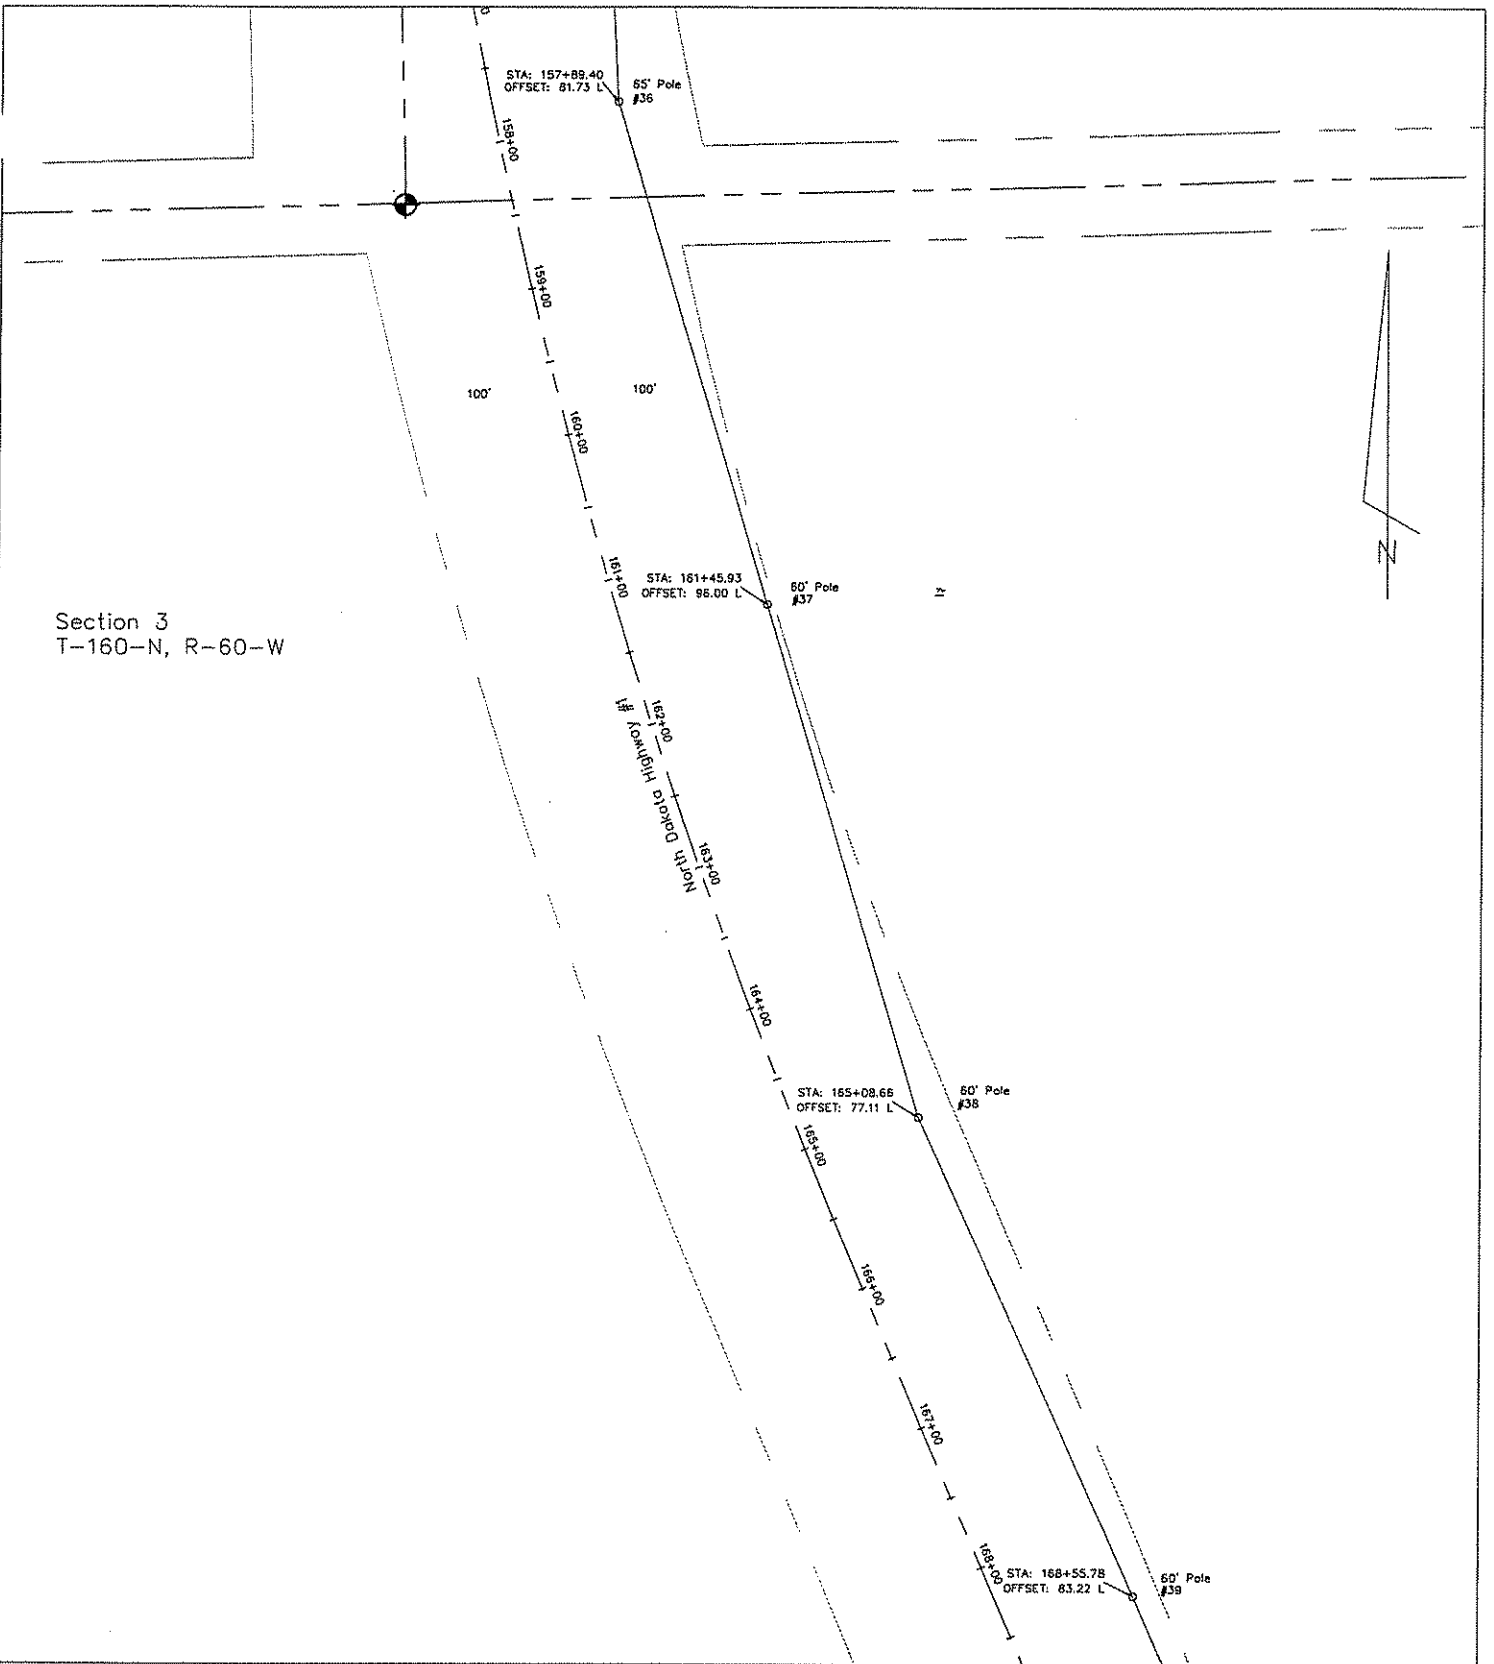 STA: 157+89.40
OFFSET: 81.73 L
65' Pole
#36
158+00
159+00
100'
100'
160+00
161+00
STA: 161+45.93
OFFSET: 96.00 L
60' Pole
#37
N
Section 3
T-160-N, R-60-W
162+00
North Dakota Highway #1
163+00
164+00
STA: 165+08.66
OFFSET: 77.11 L
60' Pole
#38
165+00
166+00
167+00
168+00
STA: 168+55.78
OFFSET: 83.22 L
60' Pole
#39